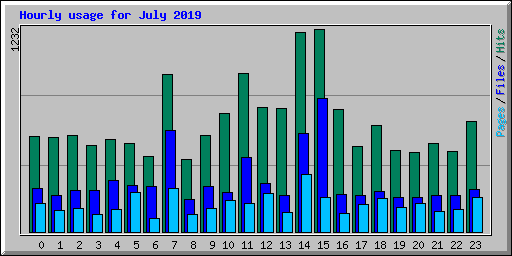 Hourly usage for July 2019
1232
Pages / Files / Hits
0 1 2 3 4 5 6 7 8 9 10 11 12 13 14 15 16 17 18 19 20 21 22 23